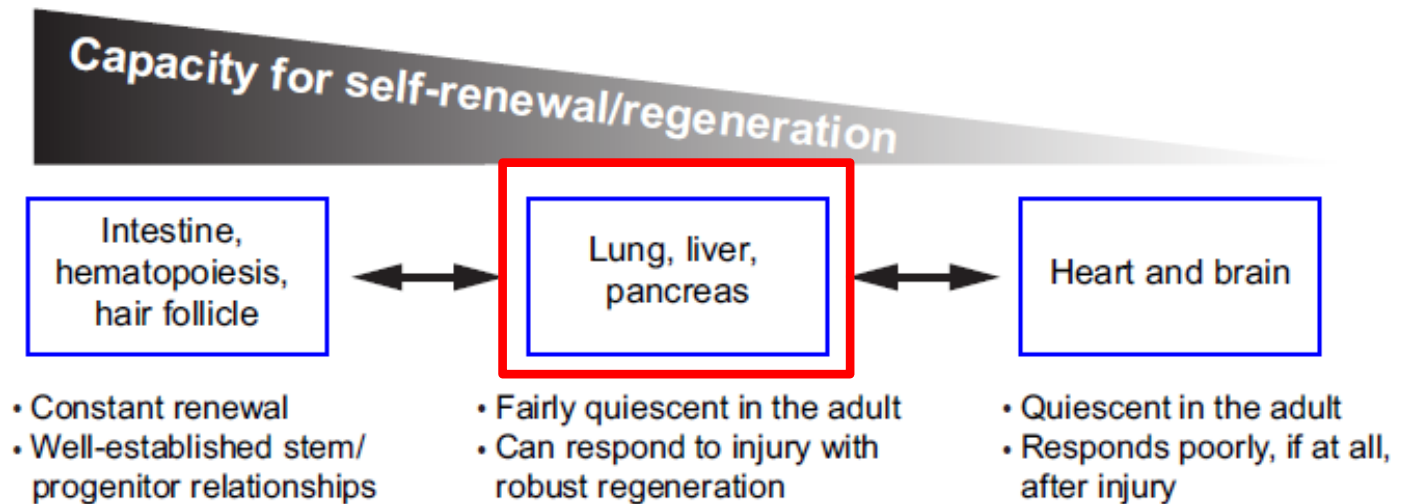 Capacity for self-renewal/regeneration
Intestine,
hematopoiesis,
hair follicle
Lung, liver,
pancreas
Heart and brain
• Constant renewal
• Well-established stem/
progenitor relationships
• Fairly quiescent in the adult
• Can respond to injury with
robust regeneration
• Quiescent in the adult
• Responds poorly, if at all,
after injury